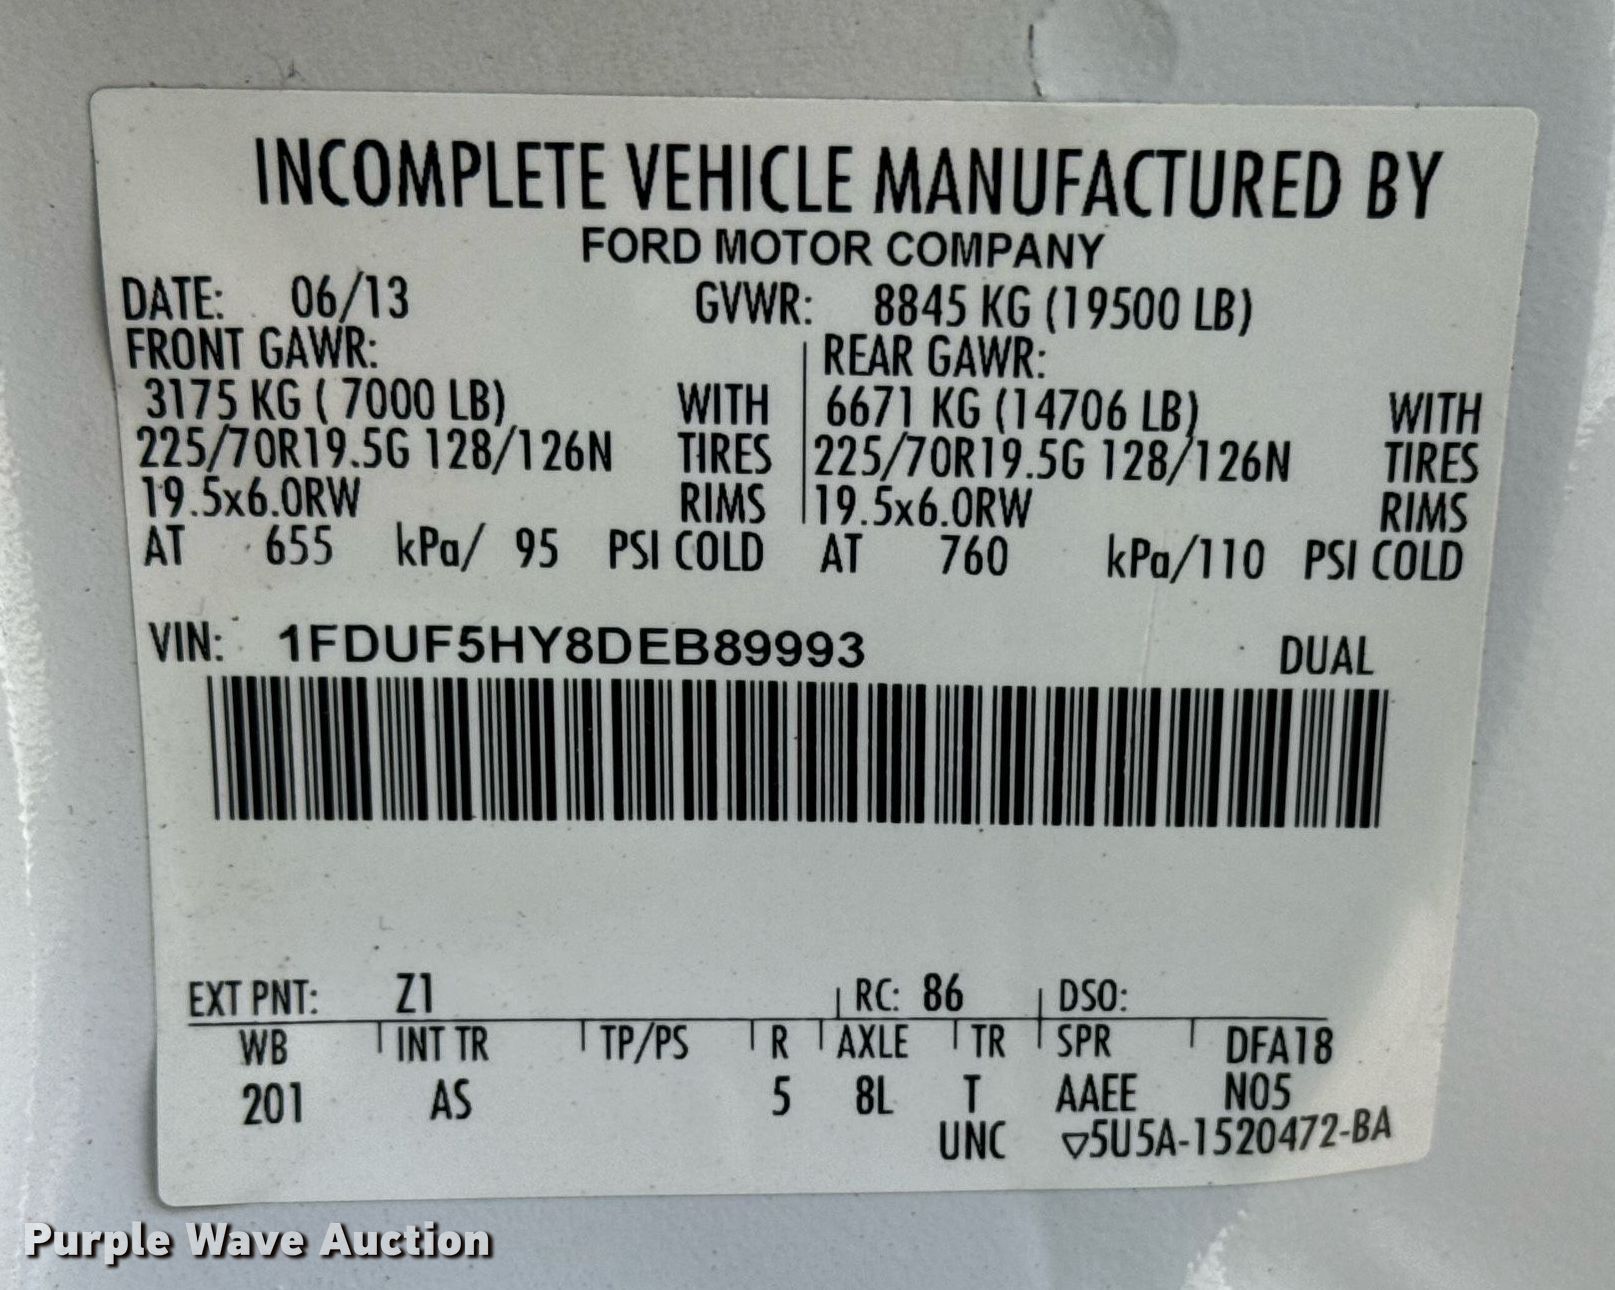 INCOMPLETE VEHICLE MANUFACTURED BY
FORD MOTOR COMPANY
DATE: 06/13 GVWR: 8845 KG (19500 LB)
FRONT GAWR: REAR GAWR:
3175 KG ( 7000 LB) WITH 6671 KG (14706 LB) WITH
225/70R19.5G 128/126N TIRES 225/70R19.5G 128/126N TIRES
19.5x6.0RW RIMS 19.5x6.0RW RIMS
AT 655 kPa/ 95 PSI COLD AT 760 kPa/110 PSI COLD
VIN: 1FDUF5HY8DEB89993 DUAL
EXT PNT: Z1 RC: 86 DSO:
WB INT TR TP/PS R AXLE TR SPR DFA18
201 AS 5 8L T AAEE N05
UNC ▽5U5A-1520472-BA
Purple Wave Auction